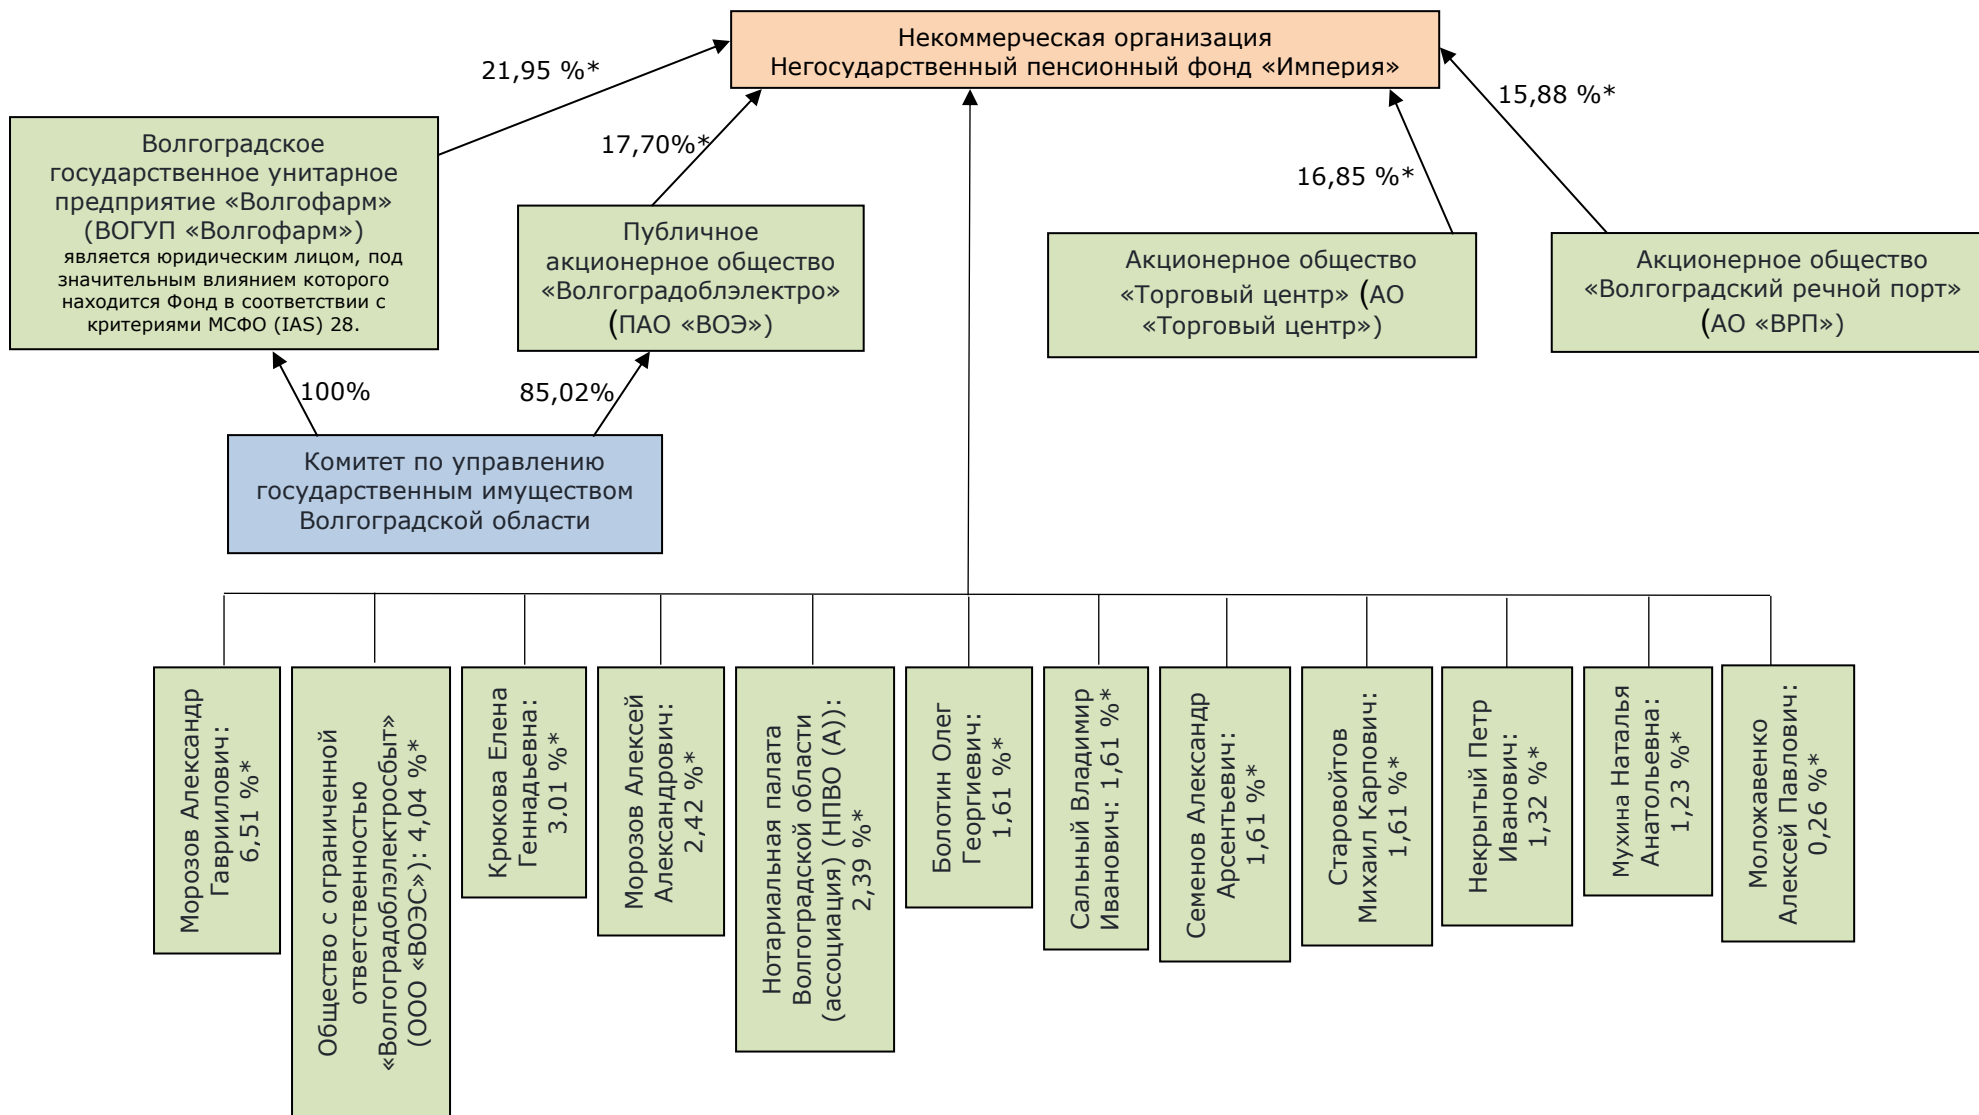 Некоммерческая организация
Негосударственный пенсионный фонд «Империя»
21,95 %*
15,88 %*
17,70%*
16,85 %*
Волгоградское
государственное унитарное
предприятие «Волгофарм»
(ВОГУП «Волгофарм»)
является юридическим лицом, под
значительным влиянием которого
находится Фонд в соответствии с
критериями МСФО (IAS) 28.
Публичное
акционерное общество
«Волгоградоблэлектро»
(ПАО «ВОЭ»)
Акционерное общество
«Торговый центр» (АО
«Торговый центр»)
Акционерное общество
«Волгоградский речной порт»
(АО «ВРП»)
100%
85,02%
Комитет по управлению
государственным имуществом
Волгоградской области
Морозов Александр
Гавриилович:
6,51 %*
Общество с ограниченной
ответственностью
«Волгоградоблэлектросбыт»
(ООО «ВОЭС»): 4,04 %*
Крюкова Елена
Геннадьевна:
3,01 %*
Морозов Алексей
Александрович:
2,42 %*
Нотариальная палата
Волгоградской области
(ассоциация) (НПВО (А)):
2,39 %*
Болотин Олег
Георгиевич:
1,61 %*
Сальный Владимир
Иванович: 1,61 %*
Семенов Александр
Арсентьевич:
1,61 %*
Старовойтов
Михаил Карпович:
1,61 %*
Некрытый Петр
Иванович:
1,32 %*
Мухина Наталья
Анатольевна:
1,23 %*
Моложавенко
Алексей Павлович:
0,26 %*